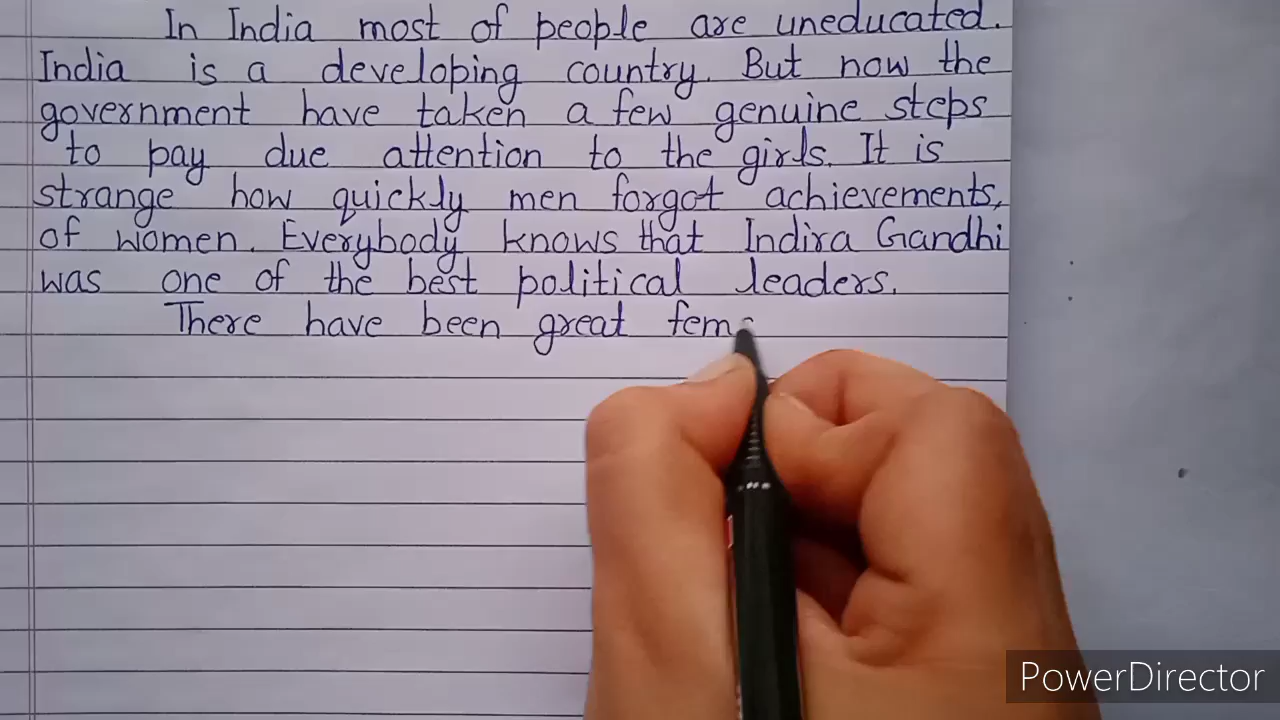 In India most of people are uneducated.
India is a developing country. But now the
government have taken a few genuine steps
to pay due attention to the girls. It is
strange how quickly men forgot achievements,
of women. Everybody knows that Indira Gandhi
was one of the best political leaders.
There have been great fem
PowerDirector